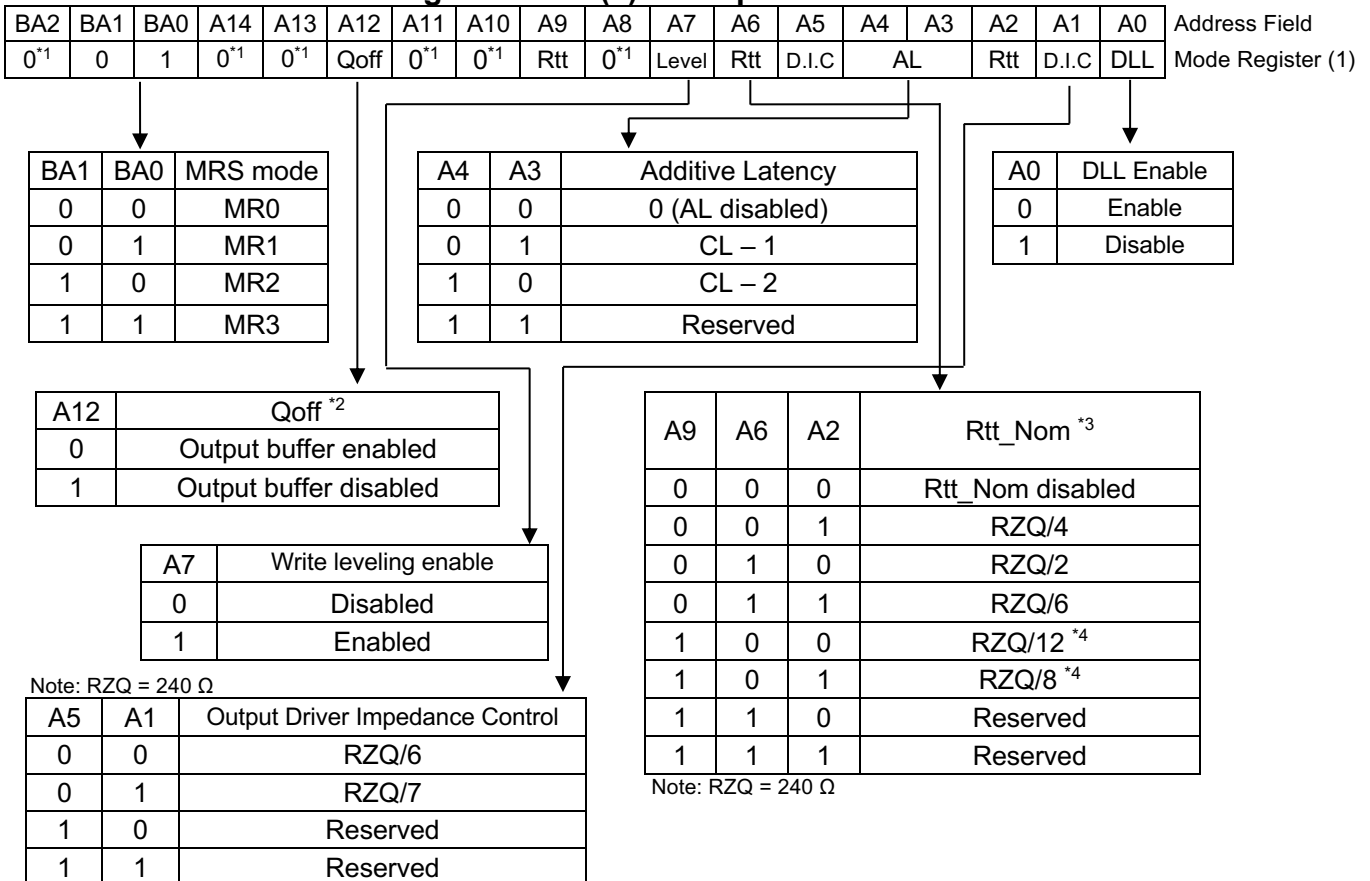 BA2 BA1 BA0 A14 A13 A12 A11 A10 A9 A8 A7 A6 A5 A4 A3 A2 A1 A0 Address Field
0*1 0 1 0*1 0*1 Qoff 0*1 0*1 Rtt 0*1 Level Rtt D.I.C AL Rtt D.I.C DLL Mode Register (1)
BA1 BA0 MRS mode
0 0 MR0
0 1 MR1
1 0 MR2
1 1 MR3
A4 A3 Additive Latency
0 0 0 (AL disabled)
0 1 CL – 1
1 0 CL – 2
1 1 Reserved
A0 DLL Enable
0 Enable
1 Disable
A12 Qoff *2
0 Output buffer enabled
1 Output buffer disabled
A7 Write leveling enable
0 Disabled
1 Enabled
Note: RZQ = 240 Ω
A5 A1 Output Driver Impedance Control
0 0 RZQ/6
0 1 RZQ/7
1 0 Reserved
1 1 Reserved
A9 A6 A2 Rtt_Nom *3
0 0 0 Rtt_Nom disabled
0 0 1 RZQ/4
0 1 0 RZQ/2
0 1 1 RZQ/6
1 0 0 RZQ/12 *4
1 0 1 RZQ/8 *4
1 1 0 Reserved
1 1 1 Reserved
Note: RZQ = 240 Ω